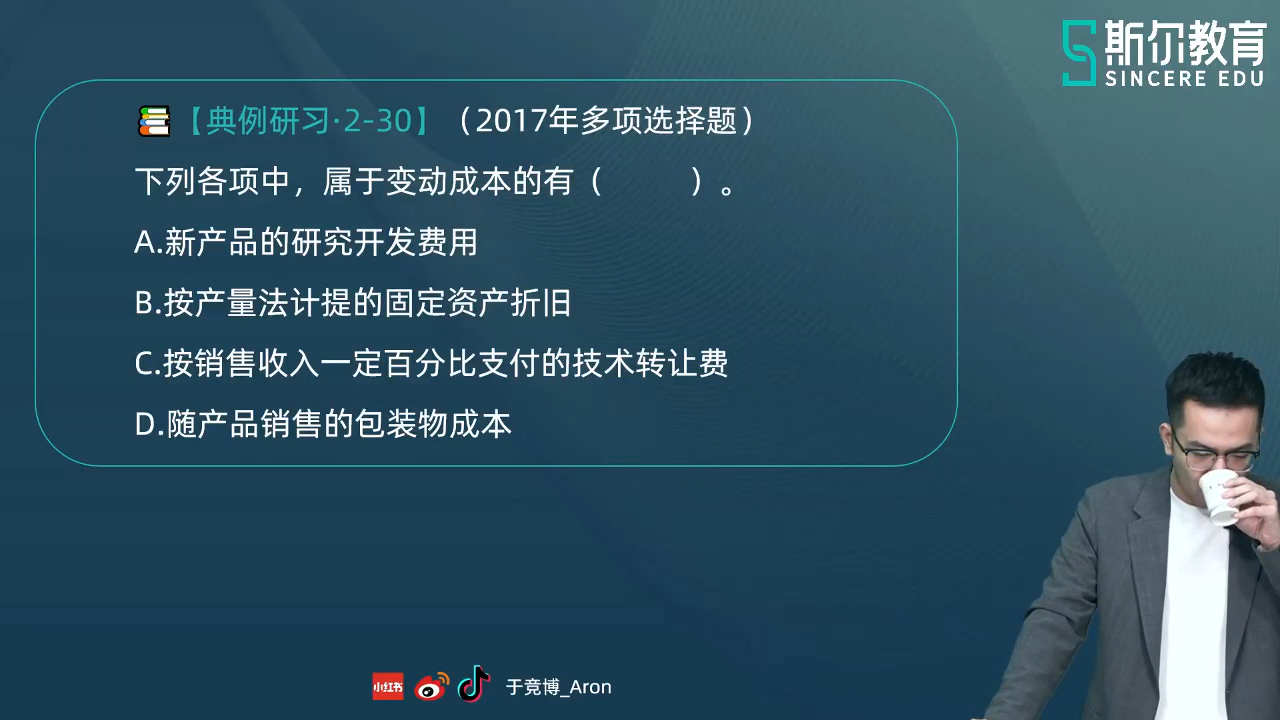 斯尔教育
SINCERE EDU
【典例研习·2-30】（2017年多项选择题）
下列各项中，属于变动成本的有（　　）。
A.新产品的研究开发费用
B.按产量法计提的固定资产折旧
C.按销售收入一定百分比支付的技术转让费
D.随产品销售的包装物成本
小红书 于竞博_Aron